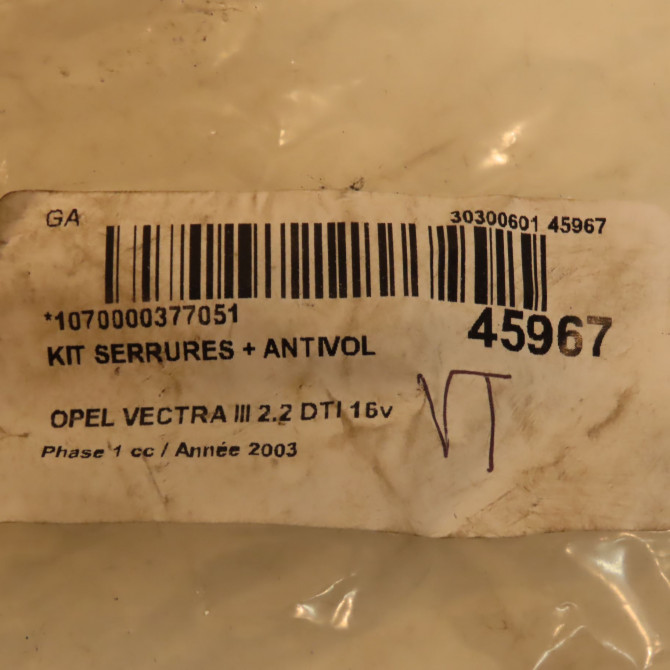 GA
30300601 45967
*1070000377051
45967
KIT SERRURES + ANTIVOL
OPEL VECTRA III 2.2 DTI 16v
VT
Phase 1 cc / Année 2003